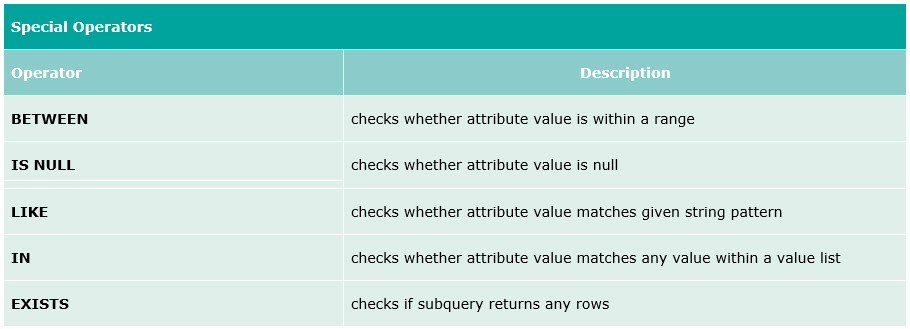 Special Operators
Operator Description
BETWEEN checks whether attribute value is within a range
IS NULL checks whether attribute value is null
LIKE checks whether attribute value matches given string pattern
IN checks whether attribute value matches any value within a value list
EXISTS checks if subquery returns any rows